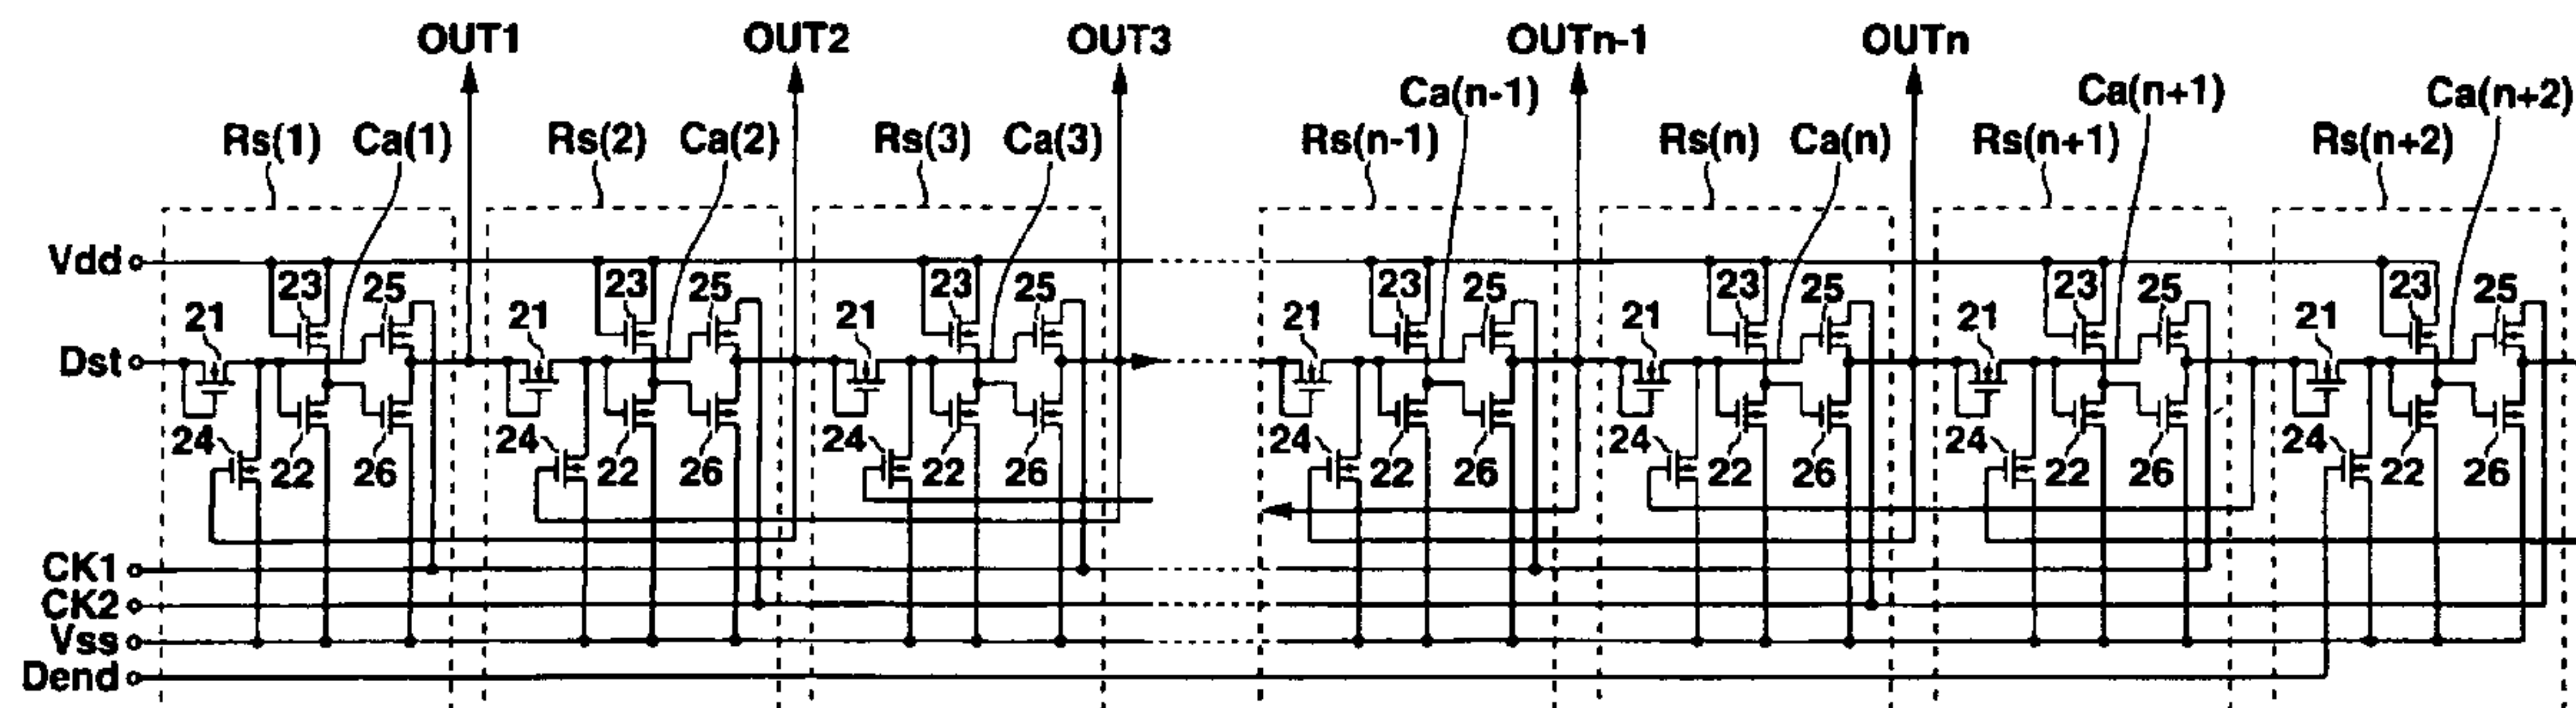 OUT1 OUT2 OUT3 OUTn-1 OUTn
Ca(n-1) Ca(n+1) Ca(n+2)
Rs(1) Ca(1) Rs(2) Ca(2) Rs(3) Ca(3) Rs(n-1) Rs(n) Ca(n) Rs(n+1) Rs(n+2)
Vdd
23 25 23 25 23 25 23 25 23 25 23 25 23 25
21 21 21 21 21 21 21
Dst
24 24 24 24 24 24 24
22 26 22 26 22 26 22 26 22 26 22 26 22 26
CK1
CK2
Vss
Dend